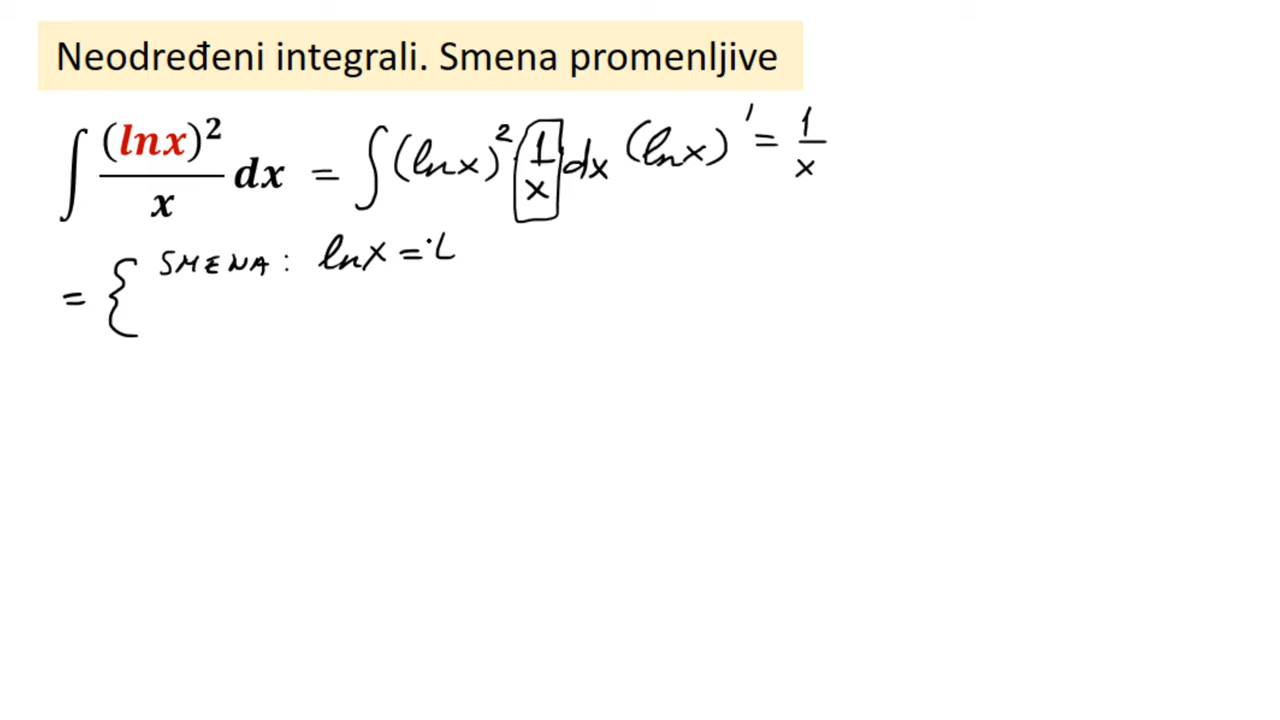 Neodređeni integrali. Smena promenljive
∫ (lnx)² / x dx = ∫ (lnx)² · 1/x dx (lnx)' = 1/x
= { SMENA: lnx =